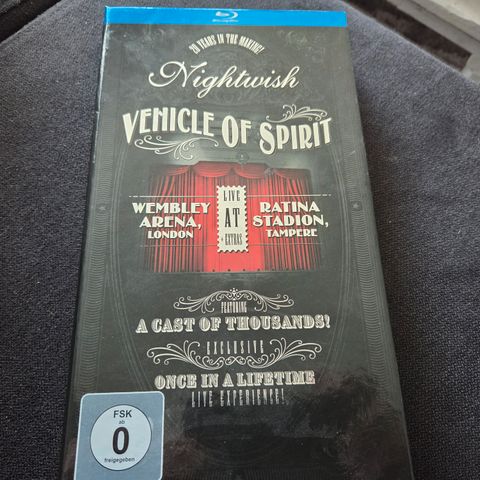 20 YEARS IN THE MAKING!
Nightwish
VEHICLE OF SPIRIT
WEMBLEY ARENA, LONDON
LIVE AT
EXTRAS
RATINA STADION, TAMPERE
FEATURING
A CAST OF THOUSANDS!
EXCLUSIVE
ONCE IN A LIFETIME
LIVE EXPERIENCE!
FSK
ab
0
freigegeben